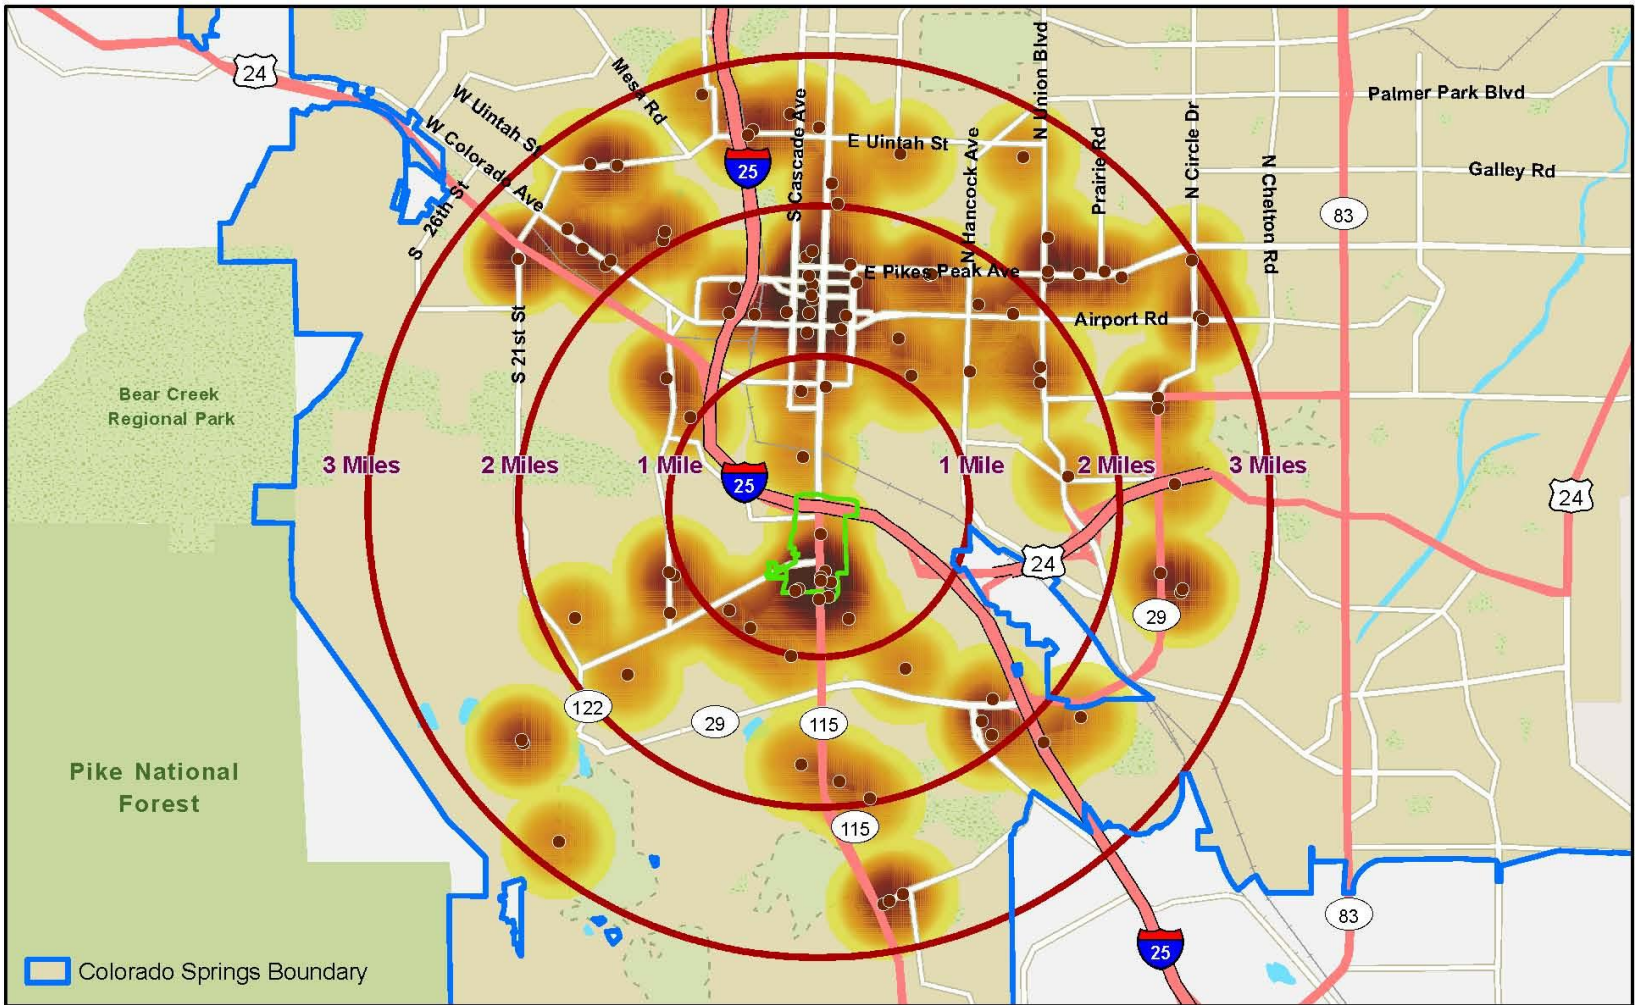 24
W Uintah St
Mesa Rd
W Colorado Ave
S 26th St
25
S Cascade Ave
E Uintah St
N Hancock Ave
N Union Blvd
Prairie Rd
N Circle Dr
N Chelton Rd
Palmer Park Blvd
Galley Rd
83
E Pikes Peak Ave
Airport Rd
S 21st St
Bear Creek
Regional Park
3 Miles
2 Miles
1 Mile
1 Mile
2 Miles
3 Miles
25
24
24
29
122
29
115
Pike National
Forest
115
83
25
Colorado Springs Boundary